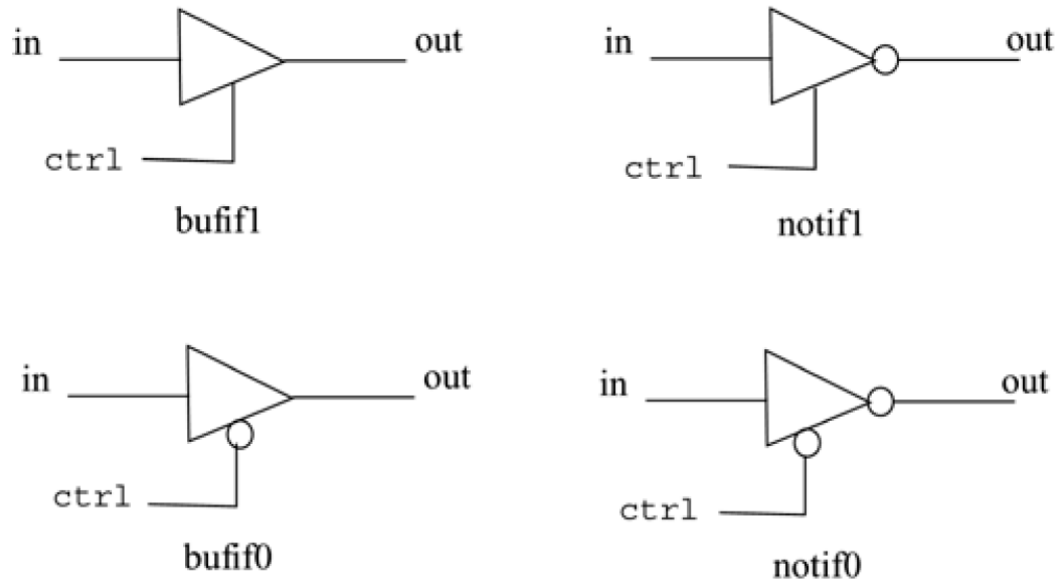 in
out
ctrl
bufif1
in
out
ctrl
notif1
in
out
ctrl
bufif0
in
out
ctrl
notif0